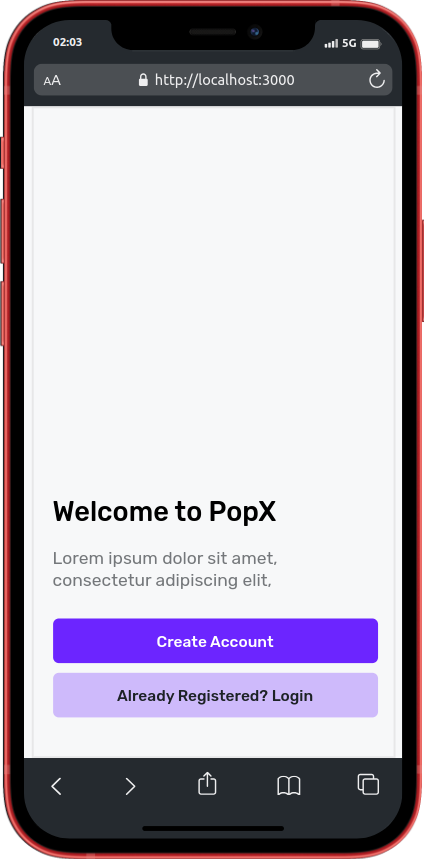 02:03
5G
AA
http://localhost:3000
Welcome to PopX
Lorem ipsum dolor sit amet,
consectetur adipiscing elit,
Create Account
Already Registered? Login